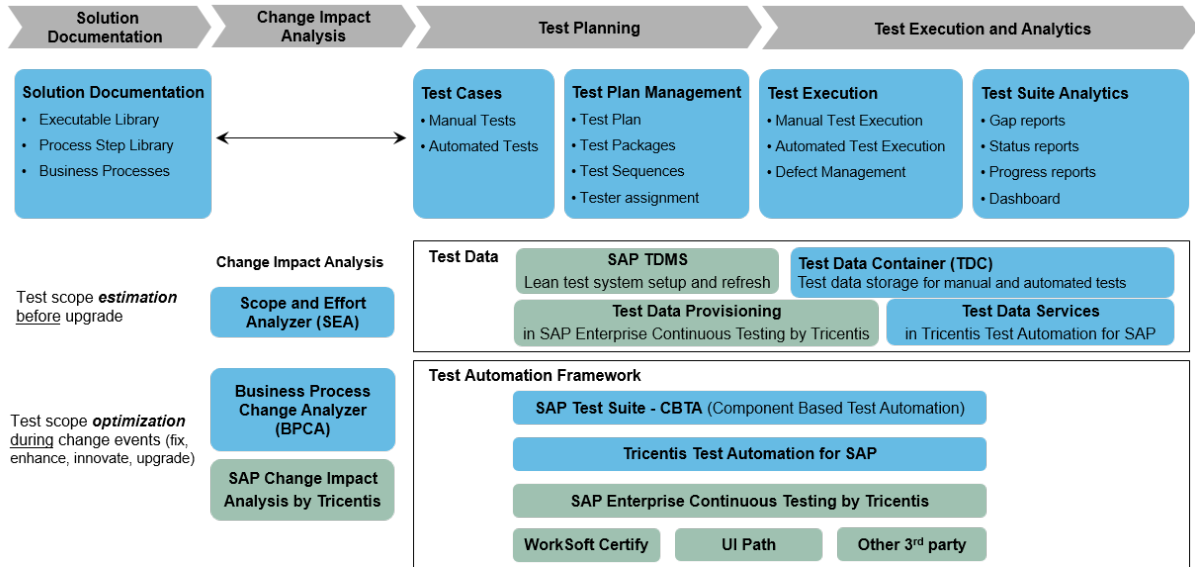 Solution
Documentation
Change Impact
Analysis
Test Planning
Test Execution and Analytics
Solution Documentation
• Executable Library
• Process Step Library
• Business Processes
Test Cases
• Manual Tests
• Automated Tests
Test Plan Management
• Test Plan
• Test Packages
• Test Sequences
• Tester assignment
Test Execution
• Manual Test Execution
• Automated Test Execution
• Defect Management
Test Suite Analytics
• Gap reports
• Status reports
• Progress reports
• Dashboard
Test scope estimation
before upgrade
Change Impact Analysis
Scope and Effort
Analyzer (SEA)
Test Data
SAP TDMS
Lean test system setup and refresh
Test Data Container (TDC)
Test data storage for manual and automated tests
Test Data Provisioning
in SAP Enterprise Continuous Testing by Tricentis
Test Data Services
in Tricentis Test Automation for SAP
Test scope optimization
during change events (fix,
enhance, innovate, upgrade)
Business Process
Change Analyzer
(BPCA)
SAP Change Impact
Analysis by Tricentis
Test Automation Framework
SAP Test Suite - CBTA (Component Based Test Automation)
Tricentis Test Automation for SAP
SAP Enterprise Continuous Testing by Tricentis
WorkSoft Certify
UI Path
Other 3rd party